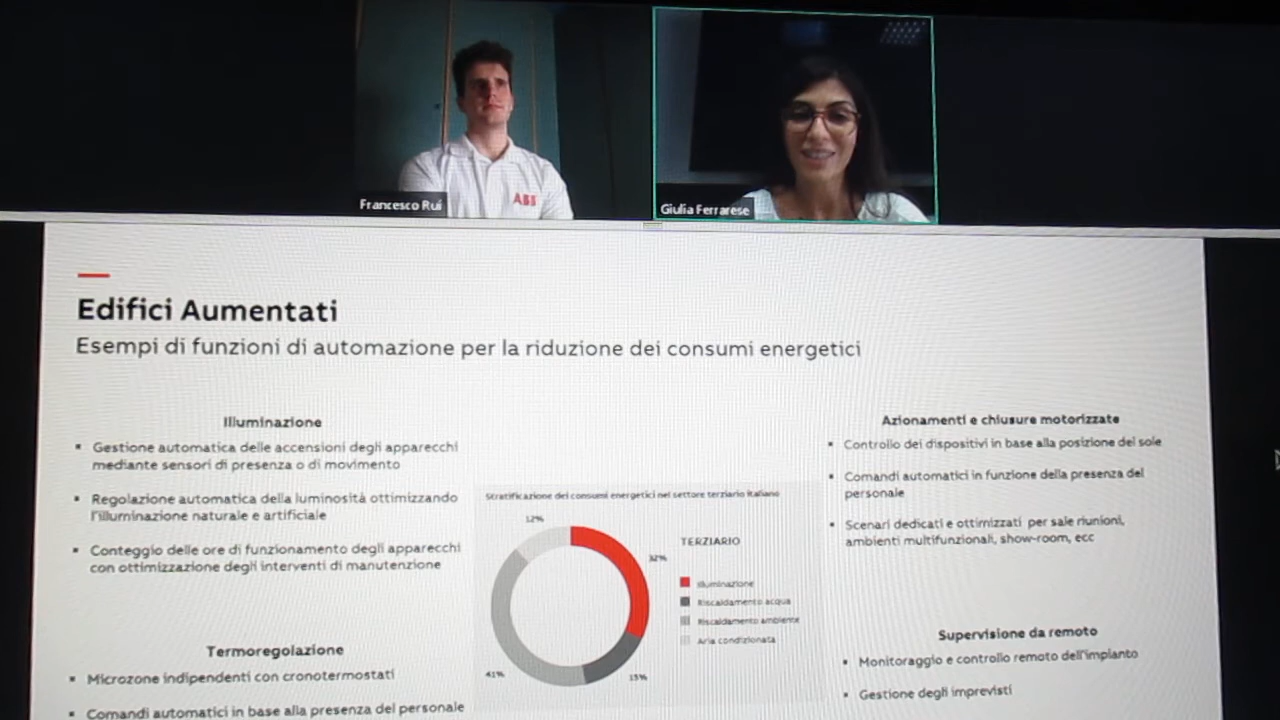 ABB
Francesco Rui
Giulia Ferrarese
Edifici Aumentati
Esempi di funzioni di automazione per la riduzione dei consumi energetici
Illuminazione
Gestione automatica delle accensioni degli apparecchi
mediante sensori di presenza o di movimento
Regolazione automatica della luminosità ottimizzando
l'illuminazione naturale e artificiale
Conteggio delle ore di funzionamento degli apparecchi
con ottimizzazione degli interventi di manutenzione
Termoregolazione
Microzone indipendenti con cronotermostati
Comandi automatici in base alla presenza del personale
Stratificazione dei consumi energetici nel settore terziario italiano
12%
32%
41%
15%
TERZIARIO
Illuminazione
Riscaldamento acqua
Riscaldamento ambiente
Aria condizionata
Azionamenti e chiusure motorizzate
Controllo dei dispositivi in base alla posizione del sole
Comandi automatici in funzione della presenza del
personale
Scenari dedicati e ottimizzati per sale riunioni,
ambienti multifunzionali, show-room, ecc
Supervisione da remoto
Monitoraggio e controllo remoto dell'impianto
Gestione degli imprevisti